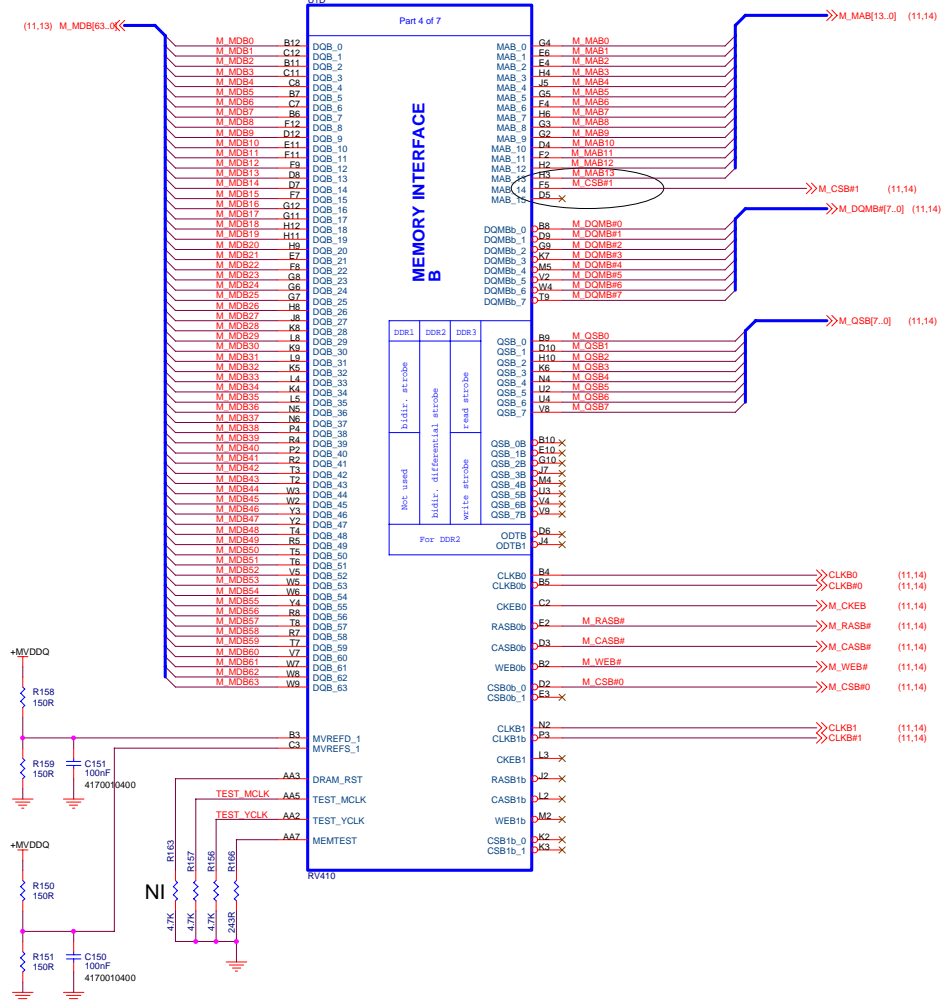 U1D
Part 4 of 7
(11,13) M_MDB[63..0]
M_MAB[13..0] (11,14)
M_MDB0 B12 DQB_0
M_MDB1 C12 DQB_1
M_MDB2 B11 DQB_2
M_MDB3 C11 DQB_3
M_MDB4 C8 DQB_4
M_MDB5 B7 DQB_5
M_MDB6 C7 DQB_6
M_MDB7 B6 DQB_7
M_MDB8 F12 DQB_8
M_MDB9 D12 DQB_9
M_MDB10 E11 DQB_10
M_MDB11 F11 DQB_11
M_MDB12 F9 DQB_12
M_MDB13 D8 DQB_13
M_MDB14 D7 DQB_14
M_MDB15 F7 DQB_15
M_MDB16 G12 DQB_16
M_MDB17 G11 DQB_17
M_MDB18 H12 DQB_18
M_MDB19 H11 DQB_19
M_MDB20 H9 DQB_20
M_MDB21 E7 DQB_21
M_MDB22 F8 DQB_22
M_MDB23 G8 DQB_23
M_MDB24 G6 DQB_24
M_MDB25 G7 DQB_25
M_MDB26 H8 DQB_26
M_MDB27 J8 DQB_27
M_MDB28 K8 DQB_28
M_MDB29 L8 DQB_29
M_MDB30 K9 DQB_30
M_MDB31 L9 DQB_31
M_MDB32 K5 DQB_32
M_MDB33 L4 DQB_33
M_MDB34 K4 DQB_34
M_MDB35 L5 DQB_35
M_MDB36 N5 DQB_36
M_MDB37 N6 DQB_37
M_MDB38 P4 DQB_38
M_MDB39 R4 DQB_39
M_MDB40 P2 DQB_40
M_MDB41 R2 DQB_41
M_MDB42 T3 DQB_42
M_MDB43 T2 DQB_43
M_MDB44 W3 DQB_44
M_MDB45 W2 DQB_45
M_MDB46 Y3 DQB_46
M_MDB47 Y2 DQB_47
M_MDB48 T4 DQB_48
M_MDB49 R5 DQB_49
M_MDB50 T5 DQB_50
M_MDB51 T6 DQB_51
M_MDB52 V5 DQB_52
M_MDB53 W5 DQB_53
M_MDB54 W6 DQB_54
M_MDB55 Y4 DQB_55
M_MDB56 R8 DQB_56
M_MDB57 T8 DQB_57
M_MDB58 R7 DQB_58
M_MDB59 T7 DQB_59
M_MDB60 V7 DQB_60
M_MDB61 W7 DQB_61
M_MDB62 W8 DQB_62
M_MDB63 W9 DQB_63
MEMORY INTERFACE
B
MAB_0 G4 M_MAB0
MAB_1 E6 M_MAB1
MAB_2 E4 M_MAB2
MAB_3 H4 M_MAB3
MAB_4 J5 M_MAB4
MAB_5 G5 M_MAB5
MAB_6 F4 M_MAB6
MAB_7 H6 M_MAB7
MAB_8 G3 M_MAB8
MAB_9 G2 M_MAB9
MAB_10 D4 M_MAB10
MAB_11 F2 M_MAB11
MAB_12 H2 M_MAB12
MAB_13 H3 M_MAB13
MAB_14 F5 M_CSB#1 M_CSB#1 (11,14)
MAB_15 D5
M_DQMB#[7..0] (11,14)
DQMBb_0 B8 M_DQMB#0
DQMBb_1 D9 M_DQMB#1
DQMBb_2 G9 M_DQMB#2
DQMBb_3 K7 M_DQMB#3
DQMBb_4 M5 M_DQMB#4
DQMBb_5 V2 M_DQMB#5
DQMBb_6 W4 M_DQMB#6
DQMBb_7 T9 M_DQMB#7
M_QSB[7..0] (11,14)
QSB_0 B9 M_QSB0
QSB_1 D10 M_QSB1
QSB_2 H10 M_QSB2
QSB_3 K6 M_QSB3
QSB_4 N4 M_QSB4
QSB_5 U2 M_QSB5
QSB_6 U4 M_QSB6
QSB_7 V8 M_QSB7
DDR1 DDR2 DDR3
bidir. strobe
Not used
bidir. differential strobe
read strobe
write strobe
For DDR2
QSB_0B B10
QSB_1B E10
QSB_2B G10
QSB_3B J7
QSB_4B M4
QSB_5B U3
QSB_6B V4
QSB_7B V9
ODTB D6
ODTB1 J4
CLKB0 B4 CLKB0 (11,14)
CLKB0b B5 CLKB#0 (11,14)
CKEB0 C2 M_CKEB (11,14)
RASB0b E2 M_RASB# M_RASB# (11,14)
CASB0b D3 M_CASB# M_CASB# (11,14)
WEB0b B2 M_WEB# M_WEB# (11,14)
CSB0b_0 D2 M_CSB#0 M_CSB#0 (11,14)
CSB0b_1 E3
CLKB1 N2 CLKB1 (11,14)
CLKB1b P3 CLKB#1 (11,14)
CKEB1 L3
RASB1b J2
CASB1b L2
WEB1b M2
CSB1b_0 K2
CSB1b_1 K3
B3 MVREFD_1
C3 MVREFS_1
AA3 DRAM_RST
TEST_MCLK AA5 TEST_MCLK
TEST_YCLK AA2 TEST_YCLK
AA7 MEMTEST
RV410
+MVDDQ
R158
150R
R159
150R
C151
100nF
4170010400
+MVDDQ
R150
150R
R151
150R
C150
100nF
4170010400
NI
R163 4.7K
R157 4.7K
R156 4.7K
R166 243R